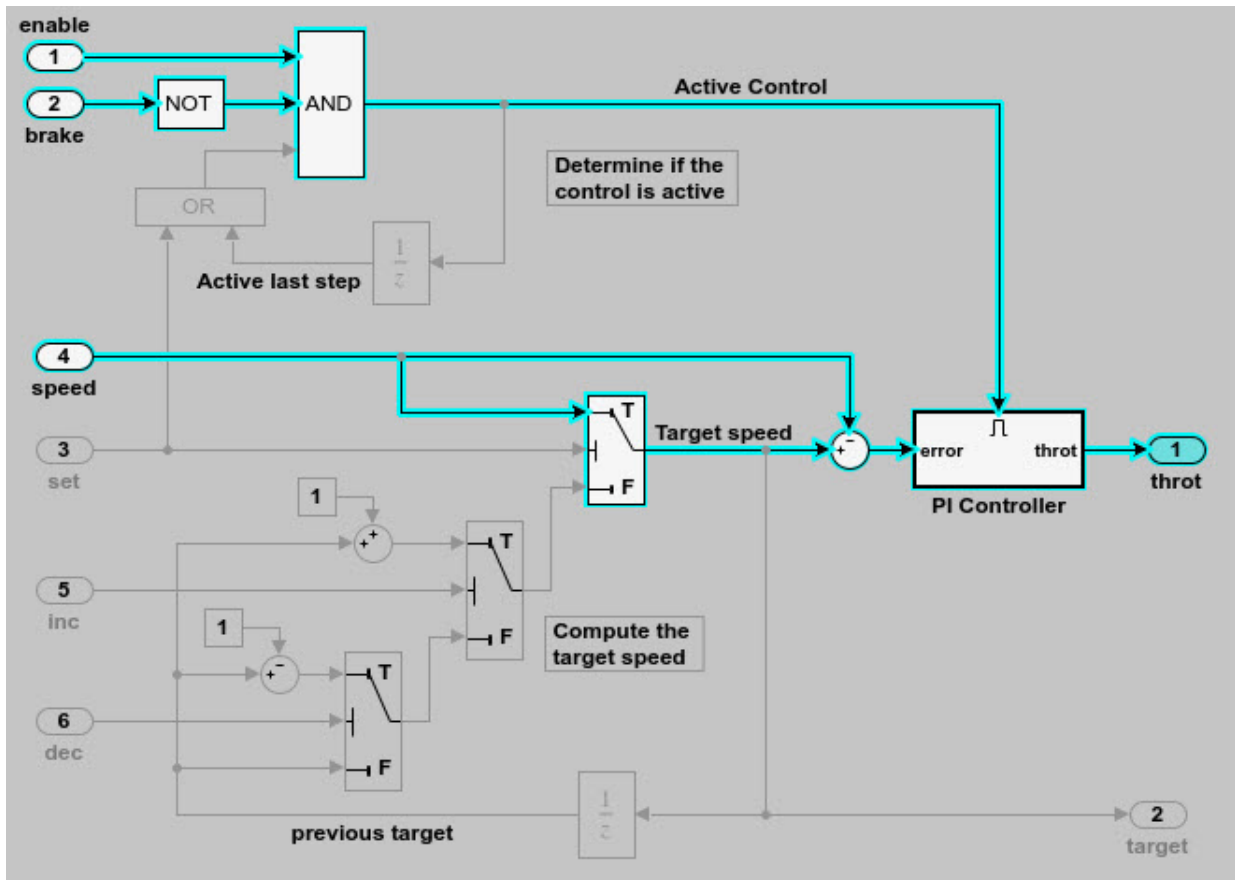 enable
1
2
brake
NOT
AND
Active Control
Determine if the
control is active
OR
1
z
Active last step
4
speed
3
set
T
F
Target speed
+
−
error
throt
PI Controller
1
throt
1
+
+
T
F
5
inc
1
+
−
T
F
Compute the
target speed
6
dec
previous target
1
z
2
target